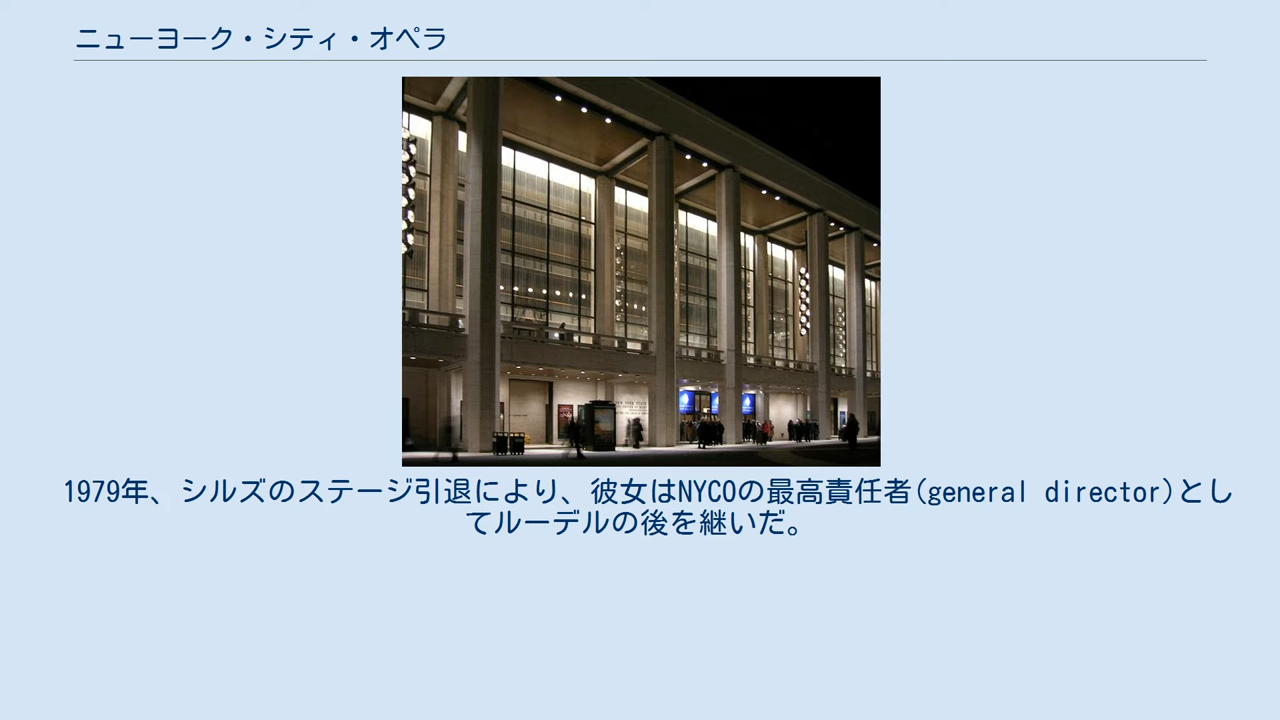 ニューヨーク・シティ・オペラ
1979年、シルズのステージ引退により、彼女はNYCOの最高責任者(general director)とし
てルーデルの後を継いだ。